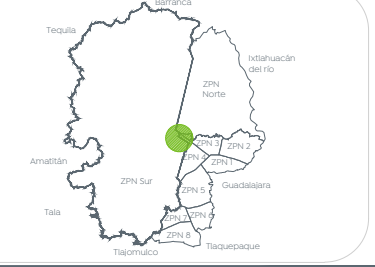 Barranca
Tequila
Ixtlahuacán
del río
ZPN
Norte
ZPN 3
ZPN 2
ZPN 4
ZPN 1
Amatitán
ZPN Sur
Guadalajara
ZPN 5
Tala
ZPN 7
ZPN 6
ZPN 8
Tlaquepaque
Tlajomulco